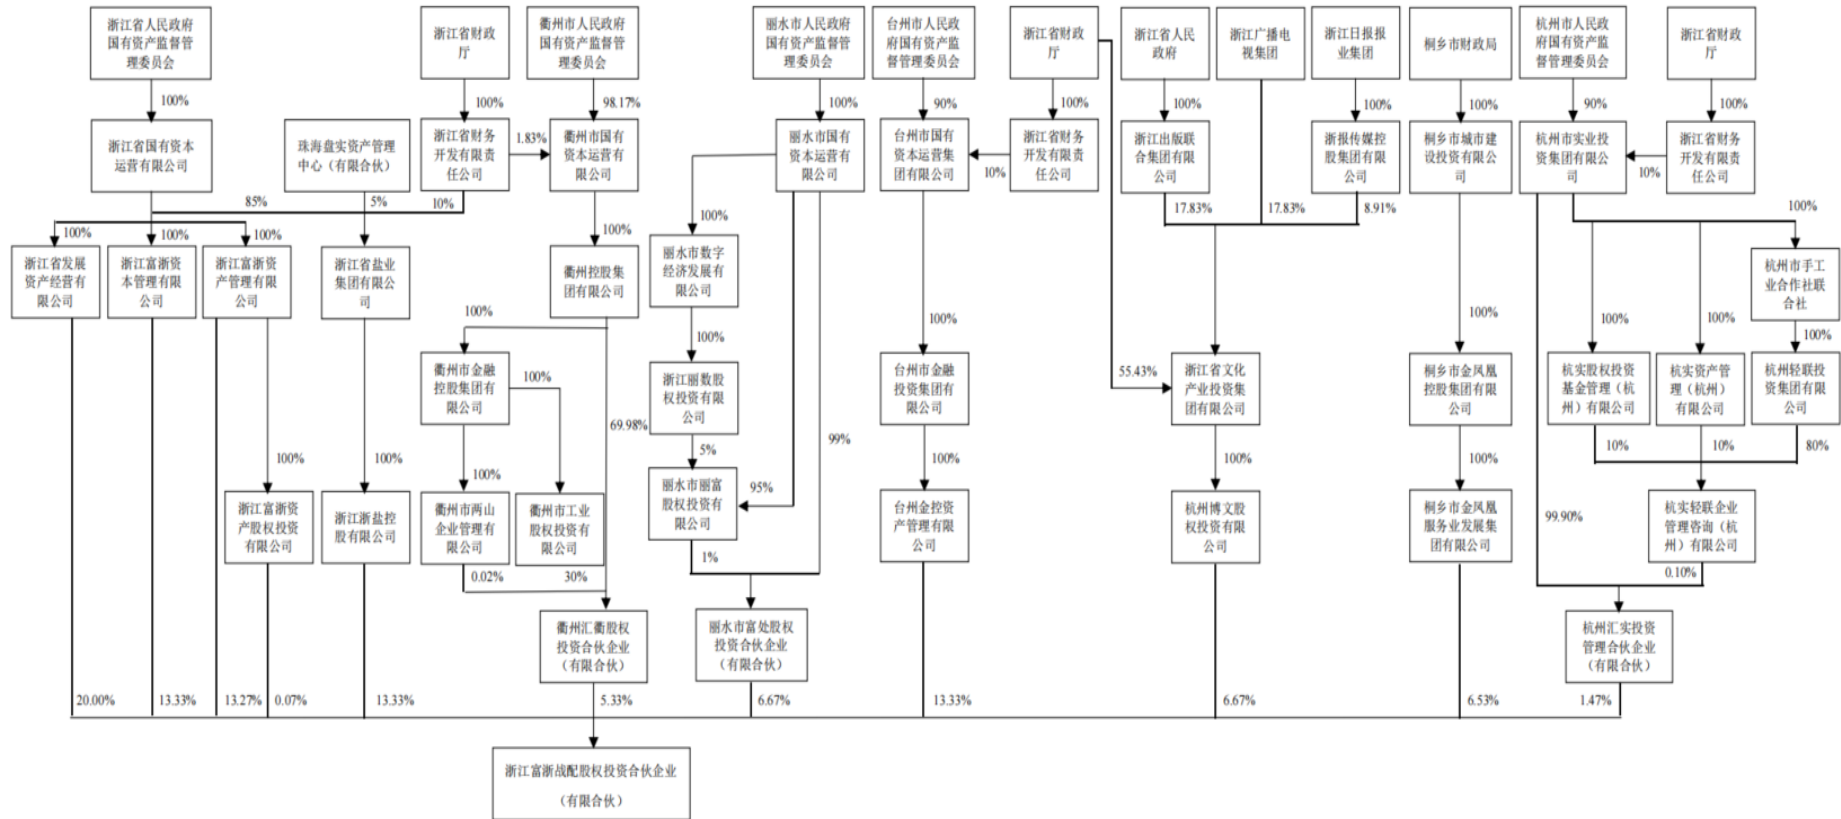 浙江省人民政府
国有资产监督管
理委员会
浙江省财政
厅
衢州市人民政府
国有资产监督管
理委员会
丽水市人民政府
国有资产监督管
理委员会
台州市人民政
府国有资产监
督管理委员会
浙江省财政
厅
浙江省人民
政府
浙江广播电
视集团
浙江日报报
业集团
桐乡市财政局
杭州市人民政
府国有资产监
督管理委员会
浙江省财政
厅
100%
100%
98.17%
100%
90%
100%
100%
100%
100%
90%
100%
浙江省国有资本
运营有限公司
珠海盘实资产管理
中心（有限合伙）
浙江省财务
开发有限责
任公司
1.83%
衢州市国有
资本运营有
限公司
丽水市国有
资本运营有
限公司
台州市国有
资本运营集
团有限公司
10%
浙江省财务
开发有限责
任公司
浙江出版联
合集团有限
公司
浙报传媒控
股集团有限
公司
桐乡市城市建
设投资有限公
司
杭州市实业投
资集团有限公
司
10%
浙江省财务
开发有限责
任公司
85%
5%
10%
17.83%
17.83%
8.91%
100%
100%
100%
100%
100%
100%
浙江省发展
资产经营有
限公司
浙江富浙资
本管理有限
公司
浙江富浙资
产管理有限
公司
浙江省盐业
集团有限公
司
衢州控股集
团有限公司
丽水市数字
经济发展有
限公司
杭州市手工
业合作社联
合社
100%
100%
100%
100%
100%
100%
100%
浙江丽数股
权投资有限
公司
衢州市金融
控股集团有
限公司
100%
台州市金融
投资集团有
限公司
55.43%
浙江省文化
产业投资集
团有限公司
桐乡市金凤凰
控股集团有限
公司
杭实股权投资
基金管理（杭
州）有限公司
杭实资产管
理（杭州）
有限公司
杭州轻联投
资集团有限
公司
69.98%
99%
5%
10%
10%
80%
100%
100%
100%
100%
100%
100%
95%
浙江富浙资
产股权投资
有限公司
浙江浙盐控
股有限公司
衢州市两山
企业管理有
限公司
衢州市工业
股权投资有
限公司
丽水市丽富
股权投资有
限公司
台州金控资
产管理有限
公司
杭州博文股
权投资有限
公司
桐乡市金凤凰
服务业发展集
团有限公司
99.90%
杭实轻联企业
管理咨询（杭
州）有限公司
0.02%
30%
1%
0.10%
衢州汇衢股权
投资合伙企业
（有限合伙）
丽水市富处股权
投资合伙企业
（有限合伙）
杭州汇实投资
管理合伙企业
（有限合伙）
20.00%
13.33%
13.27%
0.07%
13.33%
5.33%
6.67%
13.33%
6.67%
6.53%
1.47%
浙江富浙战配股权投资合伙企业
（有限合伙）